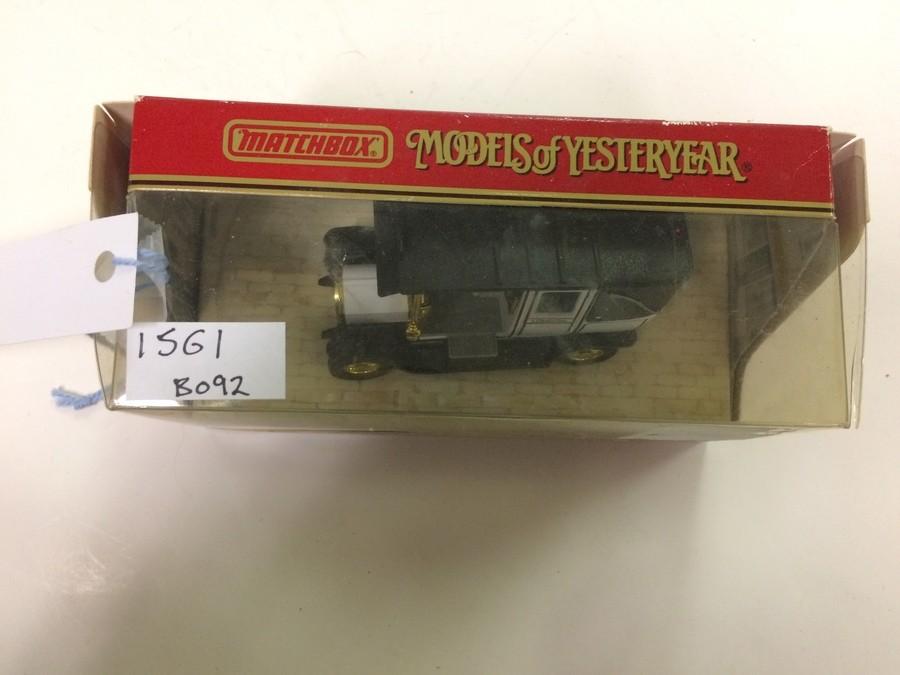 MATCHBOX® MODELS of YESTERYEAR®
1561
B092